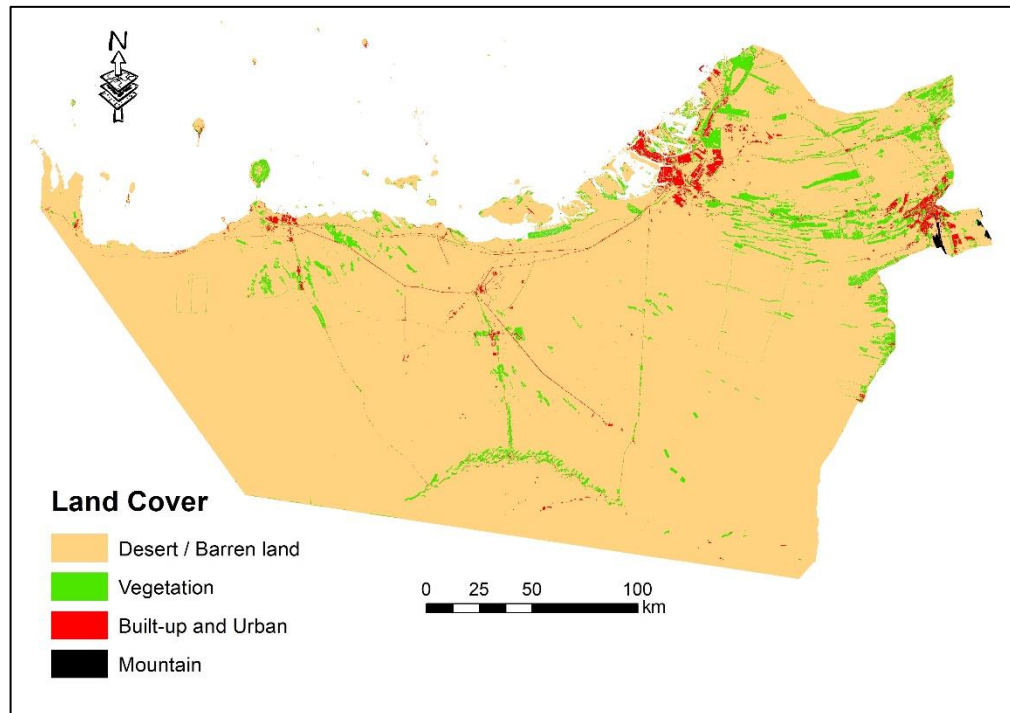 N
Land Cover
Desert / Barren land
Vegetation
Built-up and Urban
Mountain
0 25 50 100
km